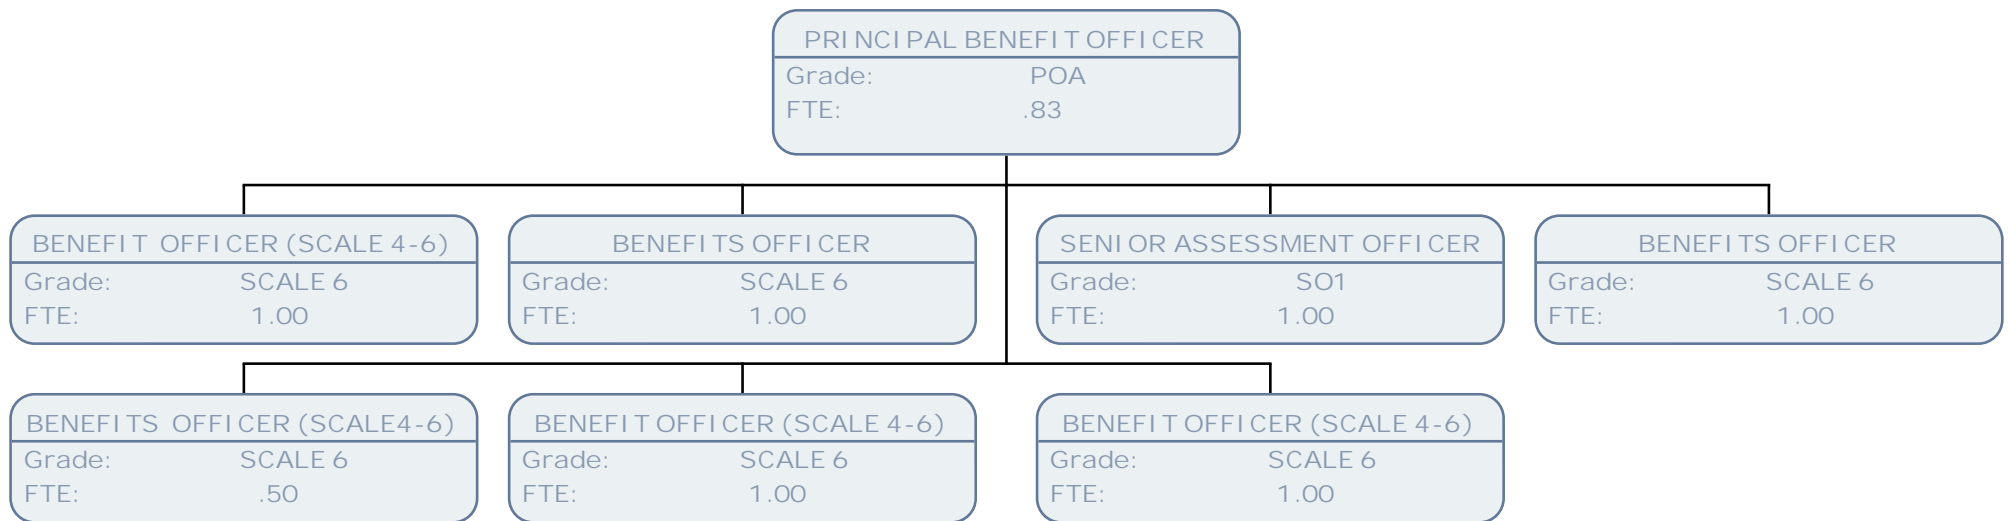 PRINCIPAL BENEFIT OFFICER
Grade: POA
FTE: .83
BENEFIT OFFICER (SCALE 4-6)
Grade: SCALE 6
FTE: 1.00
BENEFITS OFFICER
Grade: SCALE 6
FTE: 1.00
SENIOR ASSESSMENT OFFICER
Grade: SO1
FTE: 1.00
BENEFITS OFFICER
Grade: SCALE 6
FTE: 1.00
BENEFITS OFFICER (SCALE4-6)
Grade: SCALE 6
FTE: .50
BENEFIT OFFICER (SCALE 4-6)
Grade: SCALE 6
FTE: 1.00
BENEFIT OFFICER (SCALE 4-6)
Grade: SCALE 6
FTE: 1.00